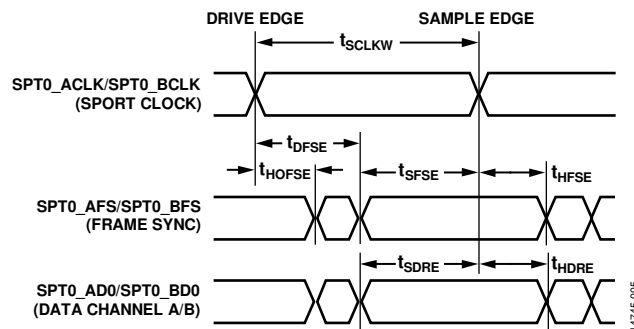 DRIVE EDGE
SAMPLE EDGE
tSCLKW
SPT0_ACLK/SPT0_BCLK
(SPORT CLOCK)
tDFSE
tHOFSE
tSFSE
tHFSE
SPT0_AFS/SPT0_BFS
(FRAME SYNC)
tSDRE
tHDRE
SPT0_AD0/SPT0_BD0
(DATA CHANNEL A/B)